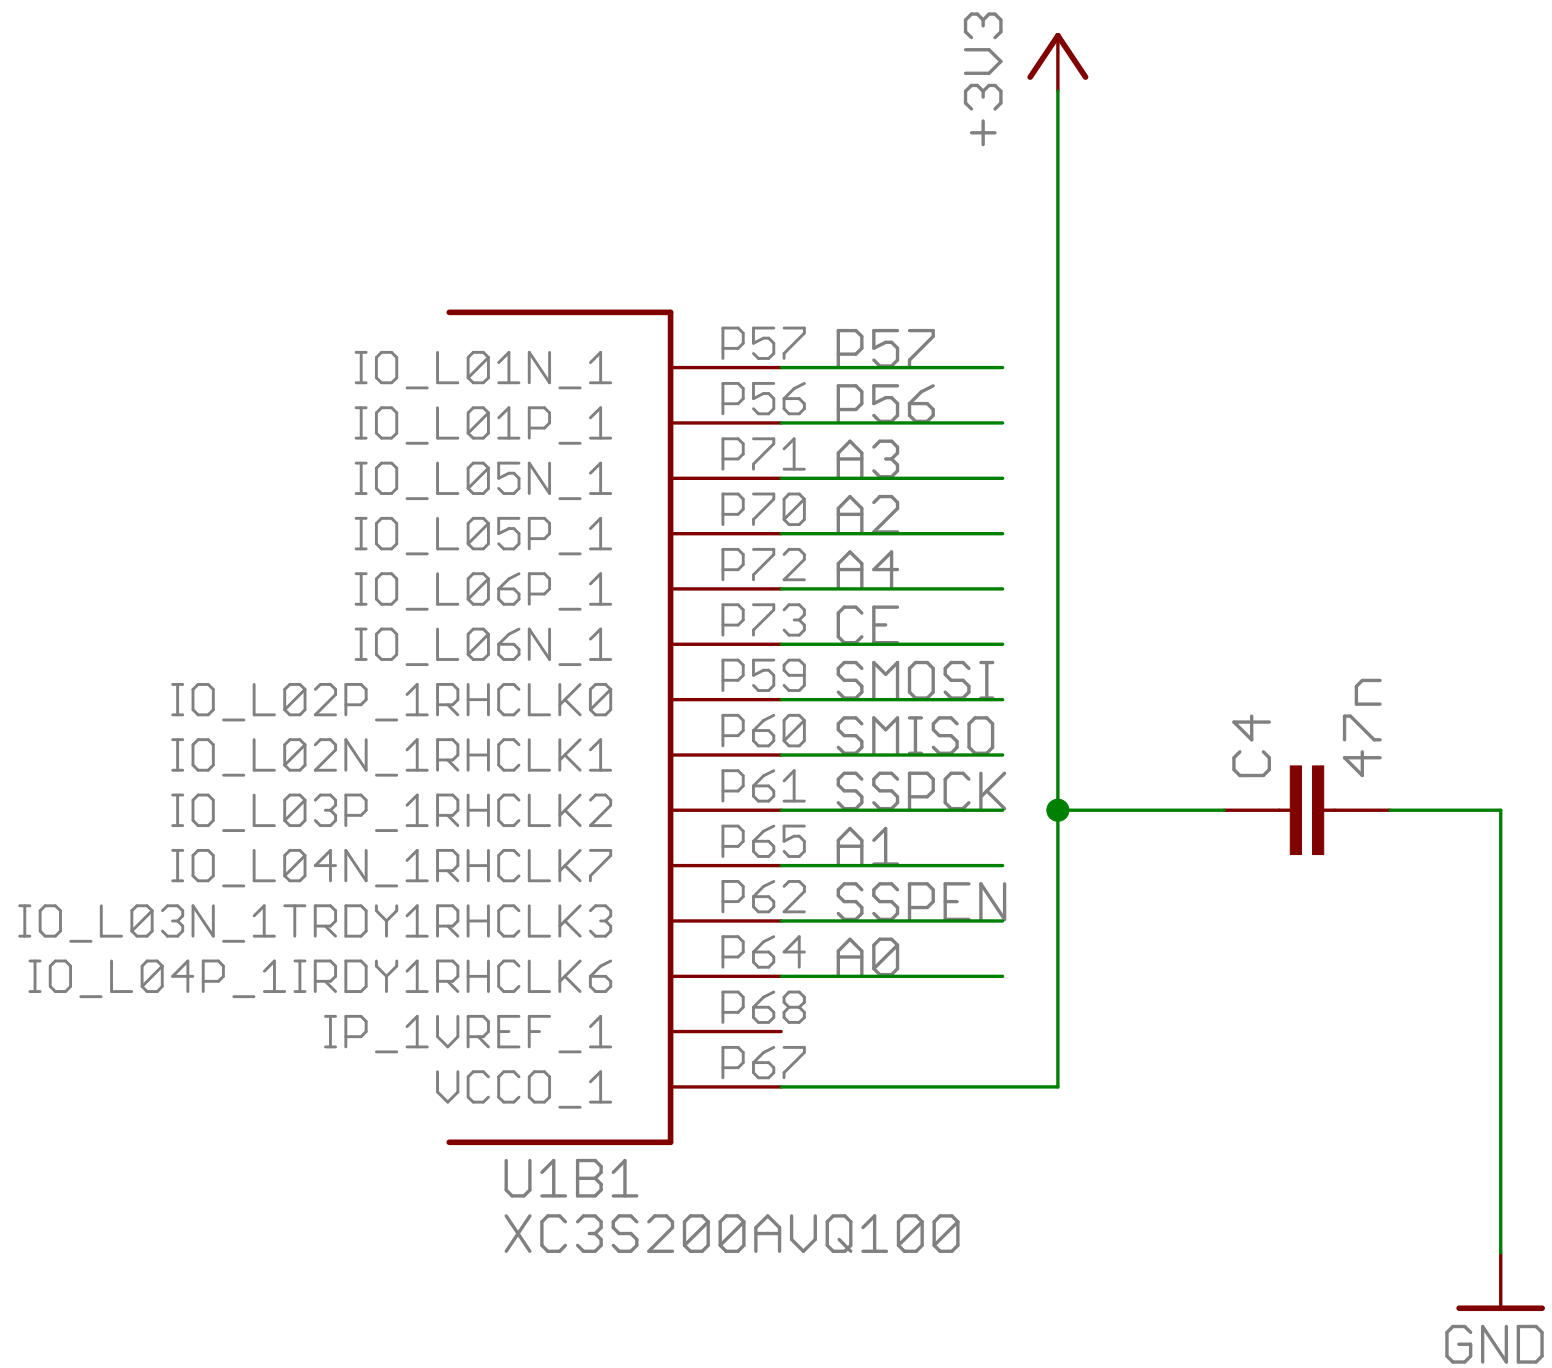 +3V3
IO_L01N_1 P57 P57
IO_L01P_1 P56 P56
IO_L05N_1 P71 A3
IO_L05P_1 P70 A2
IO_L06P_1 P72 A4
IO_L06N_1 P73 CE
IO_L02P_1RHCLK0 P59 SMOSI
IO_L02N_1RHCLK1 P60 SMISO
IO_L03P_1RHCLK2 P61 SSPCK
IO_L04N_1RHCLK7 P65 A1
IO_L03N_1TRDY1RHCLK3 P62 SSPEN
IO_L04P_1IRDY1RHCLK6 P64 A0
IP_1VREF_1 P68
VCCO_1 P67
C4
47n
U1B1
XC3S200AVQ100
GND